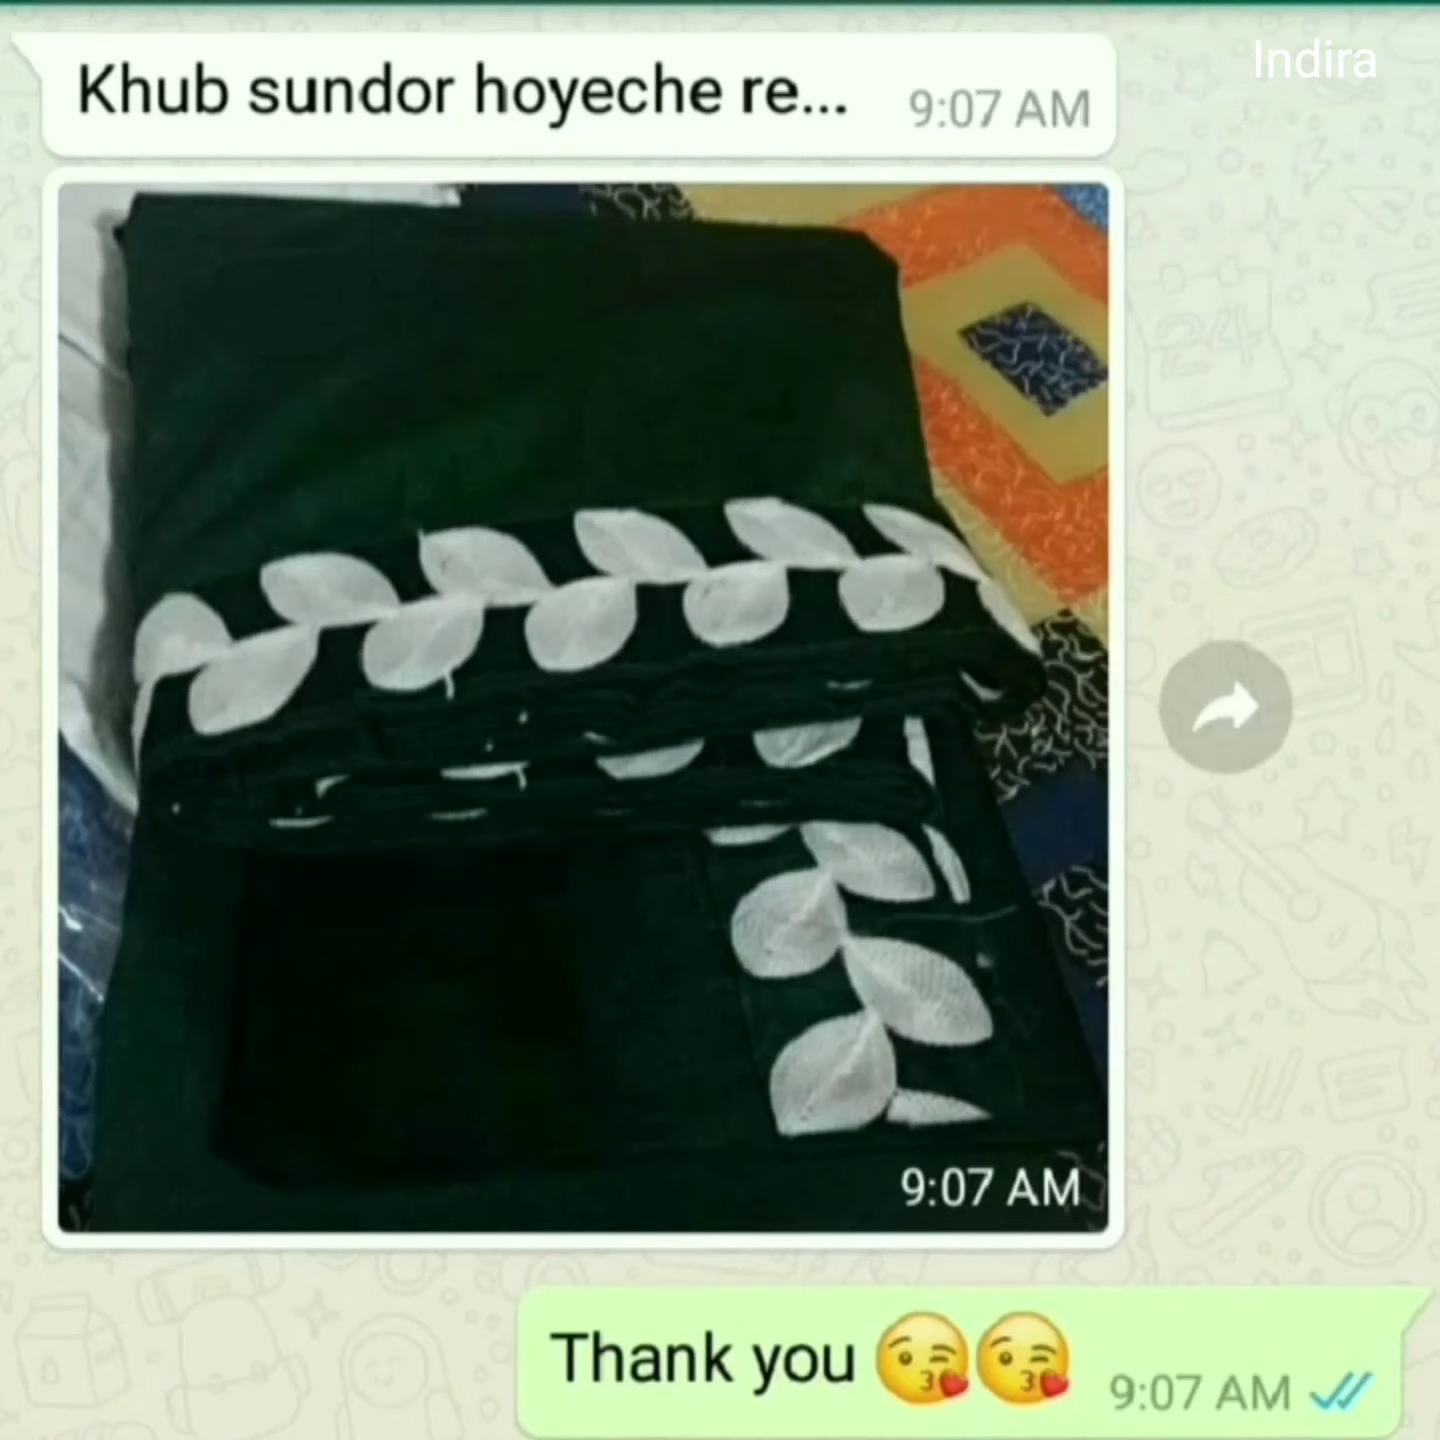 Indira
Khub sundor hoyeche re... 9:07 AM
9:07 AM
Thank you 😘😘 9:07 AM